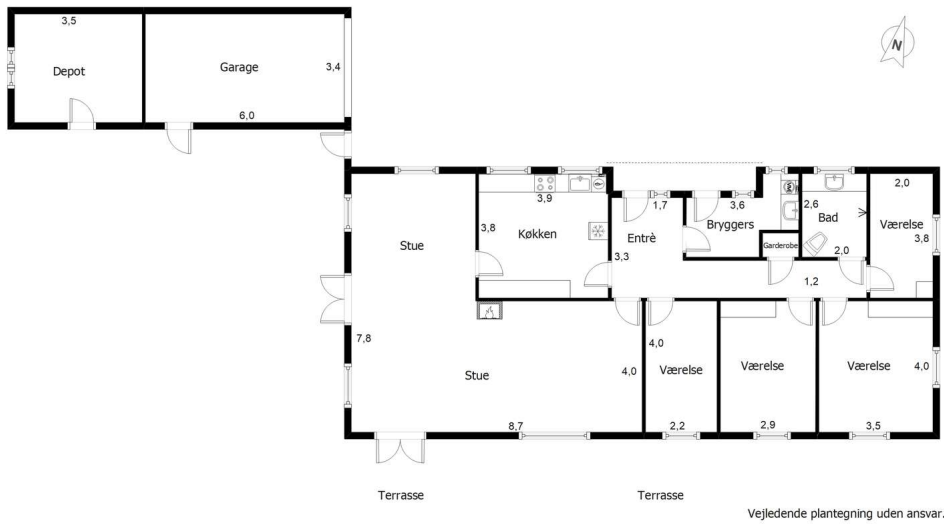 3,5
Depot
Garage
3,4
6,0
N
Stue
3,9
3,8
Køkken
1,7
Entrè
3,3
3,6
Bryggers
Garderobe
2,6
Bad
2,0
2,0
Værelse
3,8
1,2
7,8
Stue
4,0
8,7
4,0
Værelse
2,2
Værelse
2,9
Værelse
4,0
3,5
Terrasse
Terrasse
Vejledende plantegning uden ansvar.